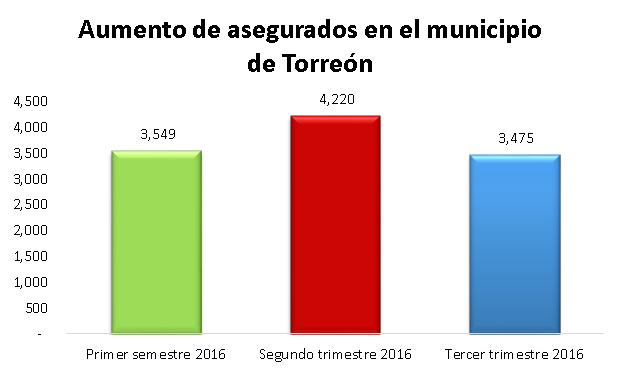 Aumento de asegurados en el municipio
de Torreón
4,500
4,000
3,500
3,000
2,500
2,000
1,500
1,000
500
-
3,549
4,220
3,475
Primer semestre 2016
Segundo trimestre 2016
Tercer trimestre 2016